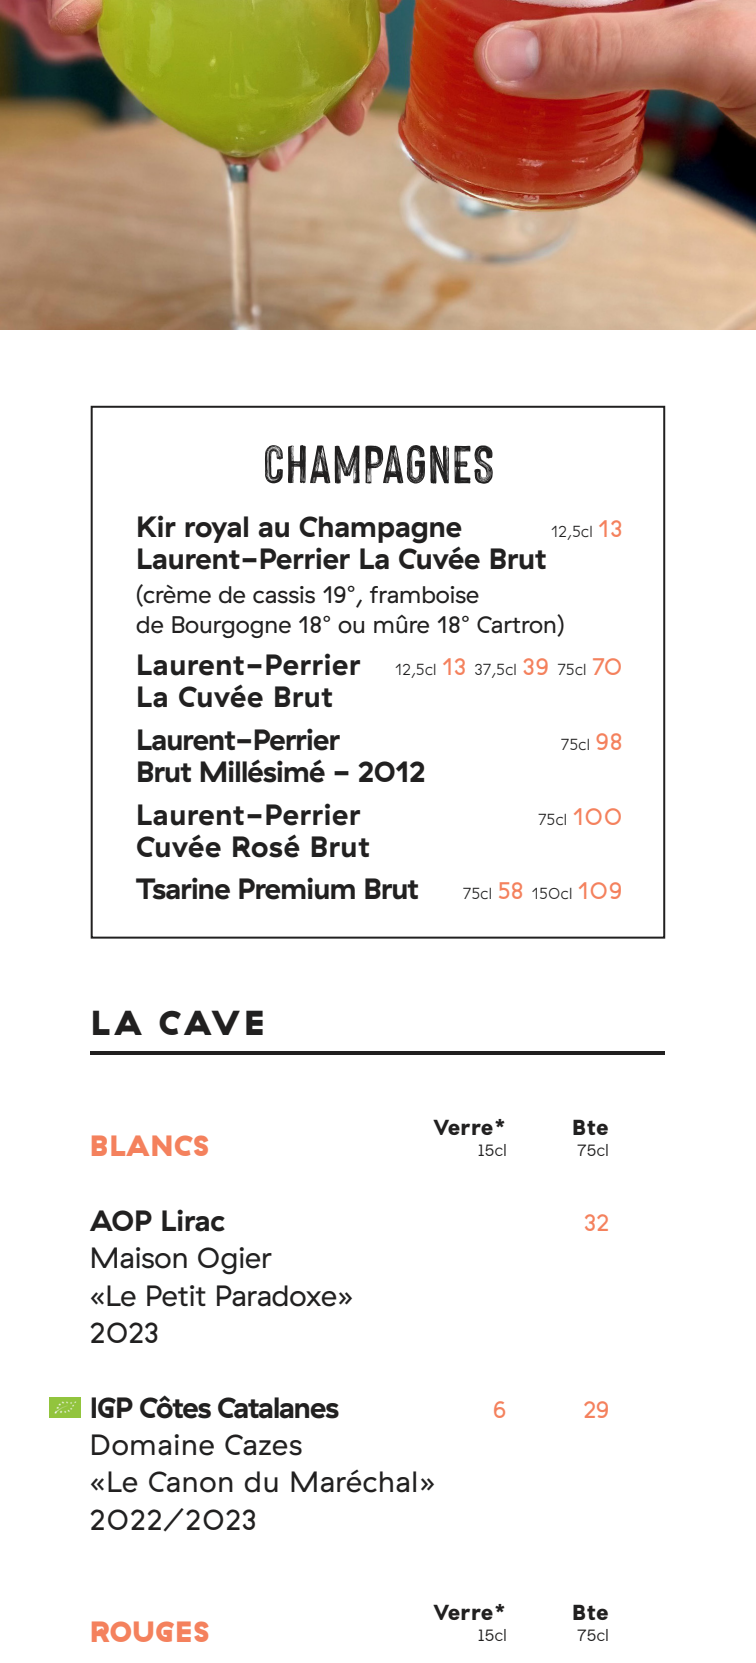 CHAMPAGNES
Kir royal au Champagne 12,5cl 13
Laurent-Perrier La Cuvée Brut
(crème de cassis 19°, framboise
de Bourgogne 18° ou mûre 18° Cartron)
Laurent-Perrier 12,5cl 13 37,5cl 39 75cl 70
La Cuvée Brut
Laurent-Perrier 75cl 98
Brut Millésimé - 2012
Laurent-Perrier 75cl 100
Cuvée Rosé Brut
Tsarine Premium Brut 75cl 58 150cl 109
LA CAVE
Verre* Bte
BLANCS 15cl 75cl
AOP Lirac 32
Maison Ogier
«Le Petit Paradoxe»
2023
IGP Côtes Catalanes 6 29
Domaine Cazes
«Le Canon du Maréchal»
2022/2023
Verre* Bte
ROUGES 15cl 75cl